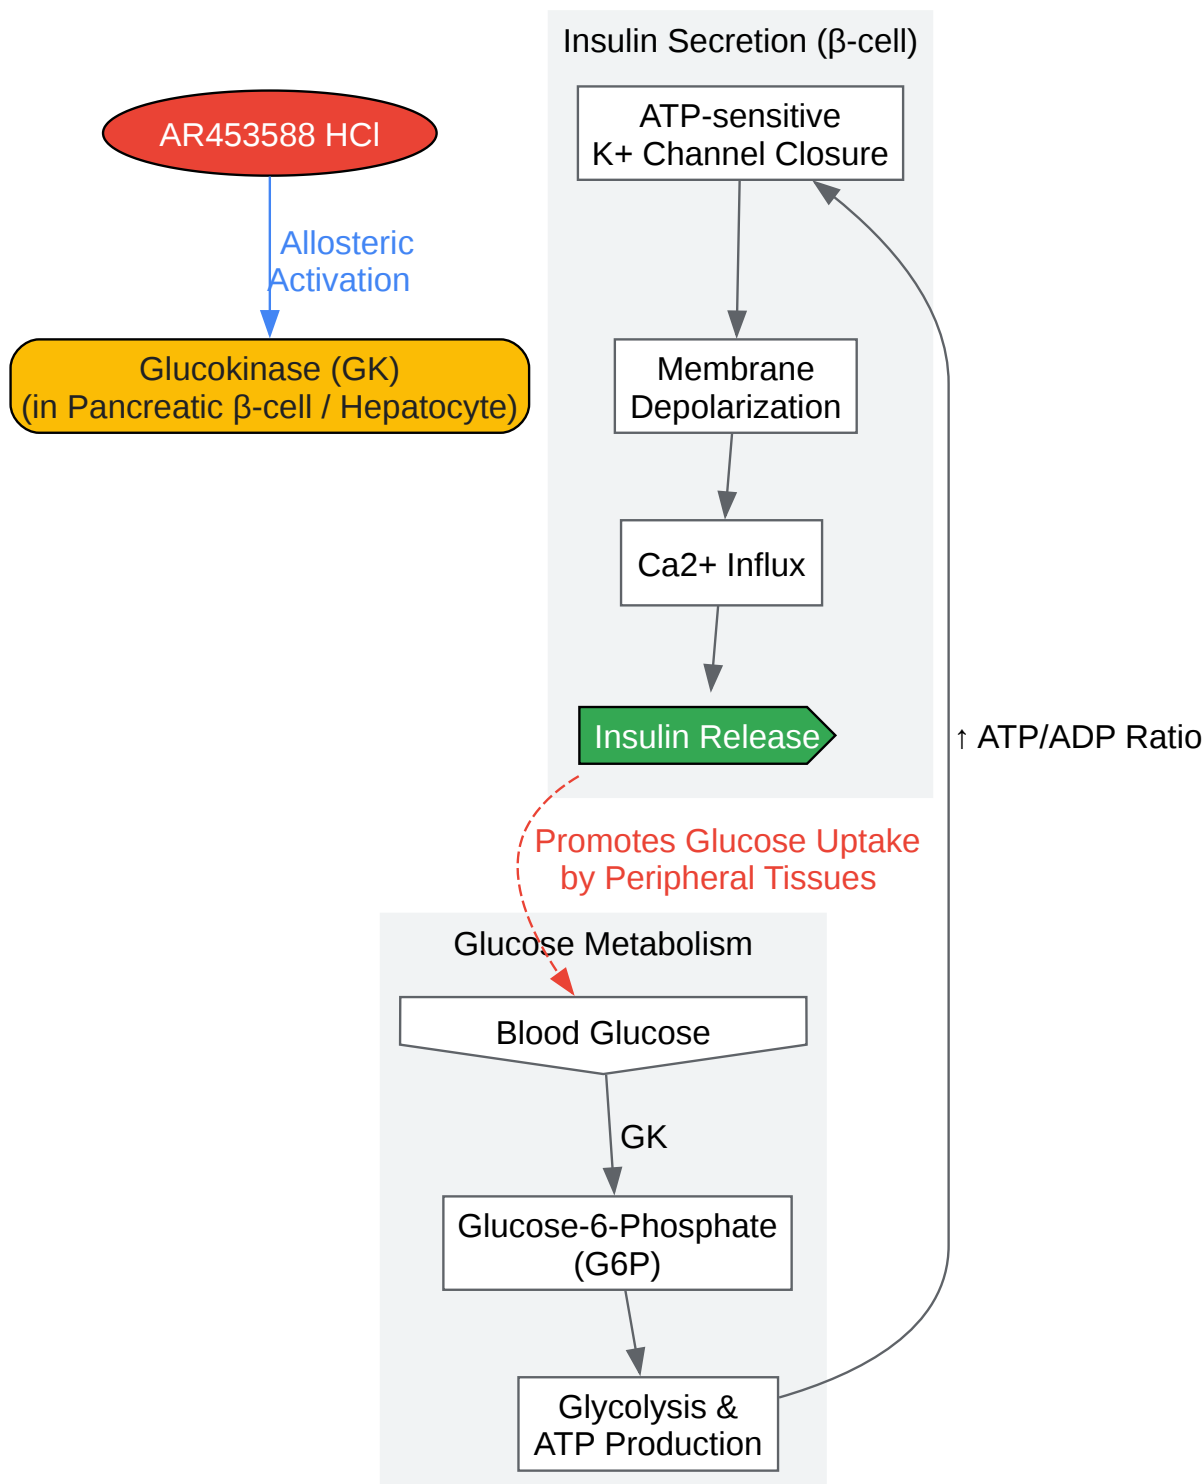 Insulin Secretion (β-cell)
ATP-sensitive
K+ Channel Closure
AR453588 HCl
Allosteric
Activation
Glucokinase (GK)
(in Pancreatic β-cell / Hepatocyte)
Membrane
Depolarization
Ca2+ Influx
Insulin Release
↑ ATP/ADP Ratio
Promotes Glucose Uptake
by Peripheral Tissues
Glucose Metabolism
Blood Glucose
GK
Glucose-6-Phosphate
(G6P)
Glycolysis &
ATP Production